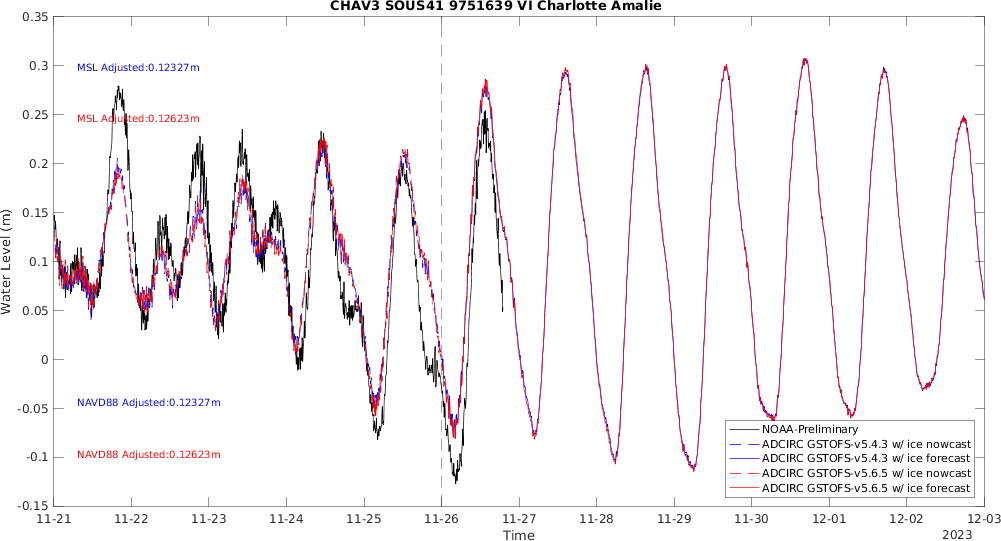 CHAV3 SOUS41 9751639 VI Charlotte Amalie
0.35
0.3
0.25
0.2
0.15
0.1
0.05
0
-0.05
-0.1
-0.15
Water Level (m)
MSL Adjusted:0.12327m
MSL Adjusted:0.12623m
NAVD88 Adjusted:0.12327m
NAVD88 Adjusted:0.12623m
NOAA-Preliminary
ADCIRC GSTOFS-v5.4.3 w/ ice nowcast
ADCIRC GSTOFS-v5.4.3 w/ ice forecast
ADCIRC GSTOFS-v5.6.5 w/ ice nowcast
ADCIRC GSTOFS-v5.6.5 w/ ice forecast
11-21 11-22 11-23 11-24 11-25 11-26 11-27 11-28 11-29 11-30 12-01 12-02 12-03
Time
2023